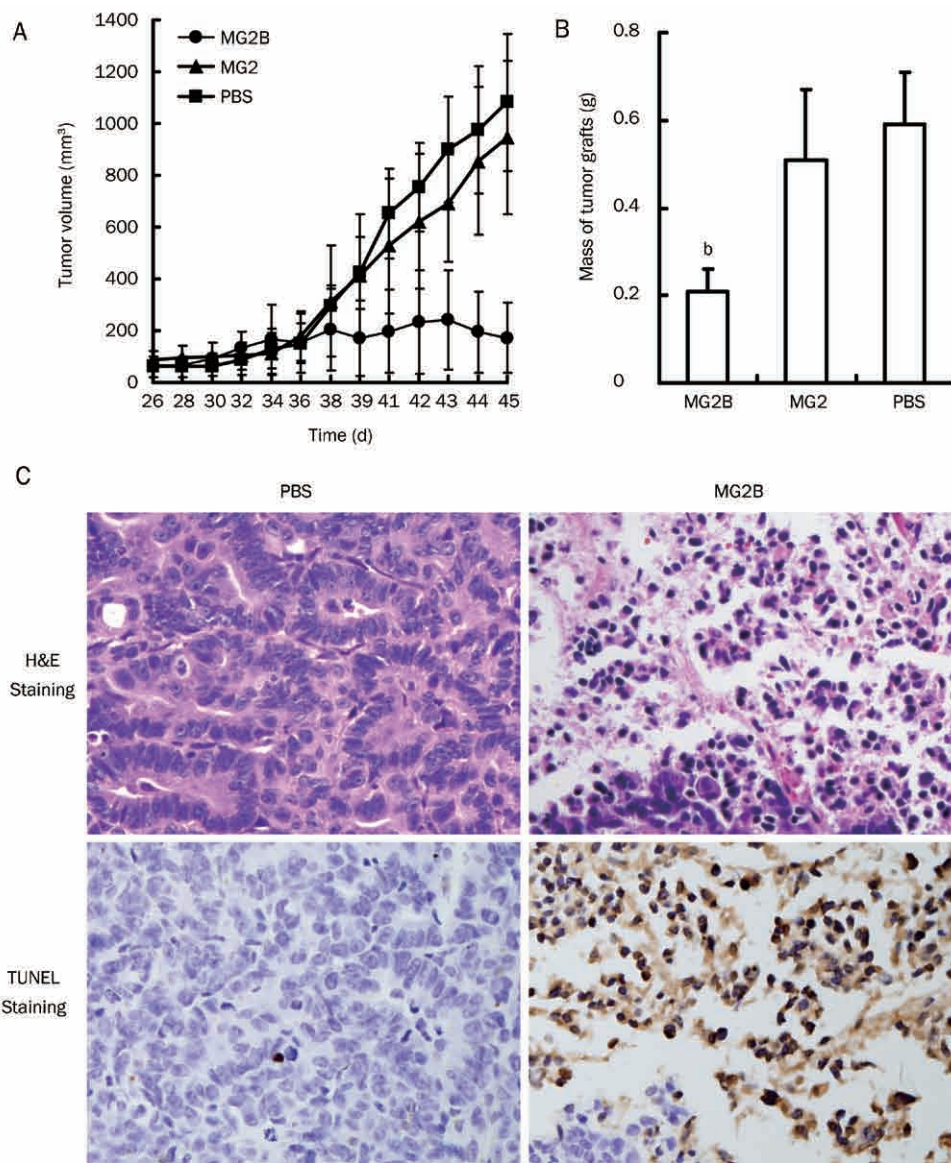 A
MG2B
MG2
PBS
Tumor volume (mm³)
1400
1200
1000
800
600
400
200
0
26 28 30 32 34 36 38 39 41 42 43 44 45
Time (d)
B
Mass of tumor grafts (g)
0.8
0.6
0.4
0.2
0
b
MG2B MG2 PBS
C
PBS MG2B
H&E
Staining
TUNEL
Staining